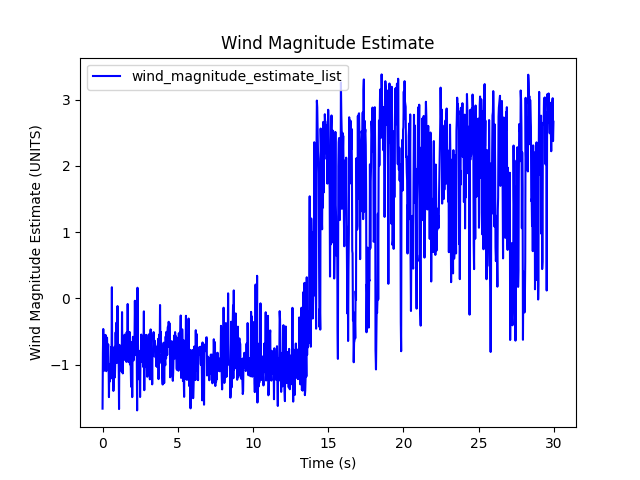 Wind Magnitude Estimate
wind_magnitude_estimate_list
Wind Magnitude Estimate (UNITS)
3
2
1
0
−1
0 5 10 15 20 25 30
Time (s)